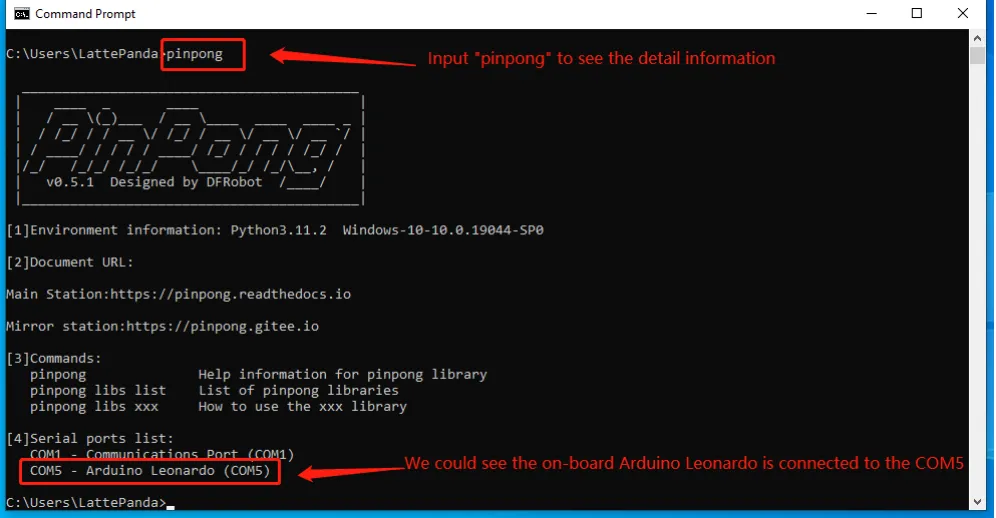 Command Prompt
C:\Users\LattePanda>pinpong
Input "pinpong" to see the detail information
PinPong
v0.5.1 Designed by DFRobot
[1]Environment information: Python3.11.2 Windows-10-10.0.19044-SP0
[2]Document URL:
Main Station:https://pinpong.readthedocs.io
Mirror station:https://pinpong.gitee.io
[3]Commands:
pinpong Help information for pinpong library
pinpong libs list List of pinpong libraries
pinpong libs xxx How to use the xxx library
[4]Serial ports list:
COM1 - Communications Port (COM1)
COM5 - Arduino Leonardo (COM5)
We could see the on-board Arduino Leonardo is connected to the COM5
C:\Users\LattePanda>